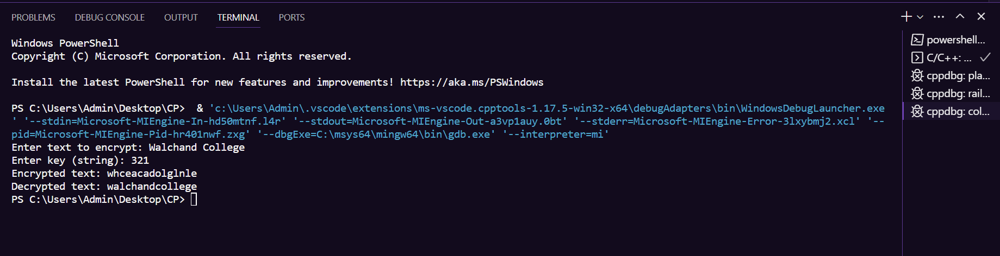 PROBLEMS DEBUG CONSOLE OUTPUT TERMINAL PORTS
Windows PowerShell
Copyright (C) Microsoft Corporation. All rights reserved.
Install the latest PowerShell for new features and improvements! https://aka.ms/PSWindows
PS C:\Users\Admin\Desktop\CP>  & 'c:\Users\Admin\.vscode\extensions\ms-vscode.cpptools-1.17.5-win32-x64\debugAdapters\bin\WindowsDebugLauncher.exe
' '--stdin=Microsoft-MIEngine-In-hd50mtnf.l4r' '--stdout=Microsoft-MIEngine-Out-a3vp1auy.0bt' '--stderr=Microsoft-MIEngine-Error-3lxybmj2.xcl' '--
pid=Microsoft-MIEngine-Pid-hr401nwf.zxg' '--dbgExe=C:\msys64\mingw64\bin\gdb.exe' '--interpreter=mi'
Enter text to encrypt: Walchand College
Enter key (string): 321
Encrypted text: whceacadolglnle
Decrypted text: walchandcollege
PS C:\Users\Admin\Desktop\CP>
powershell...
C/C++: ...
cppdbg: pla...
cppdbg: rail...
cppdbg: col...